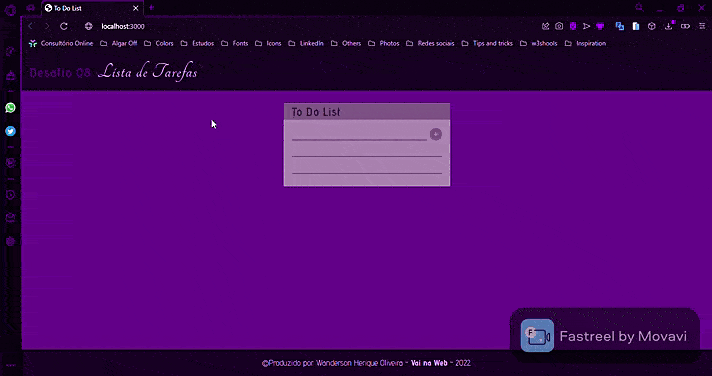 To Do List
localhost:3000
Consultório Online Algar Off Colors Estudos Fonts Icons LinkedIn Others Photos Redes sociais Tips and tricks w3shools Inspiration
Desafio 08 Lista de Tarefas
To Do List
©Produzido por Wanderson Herique Oliveira - Vai na Web - 2022
Fastreel by Movavi